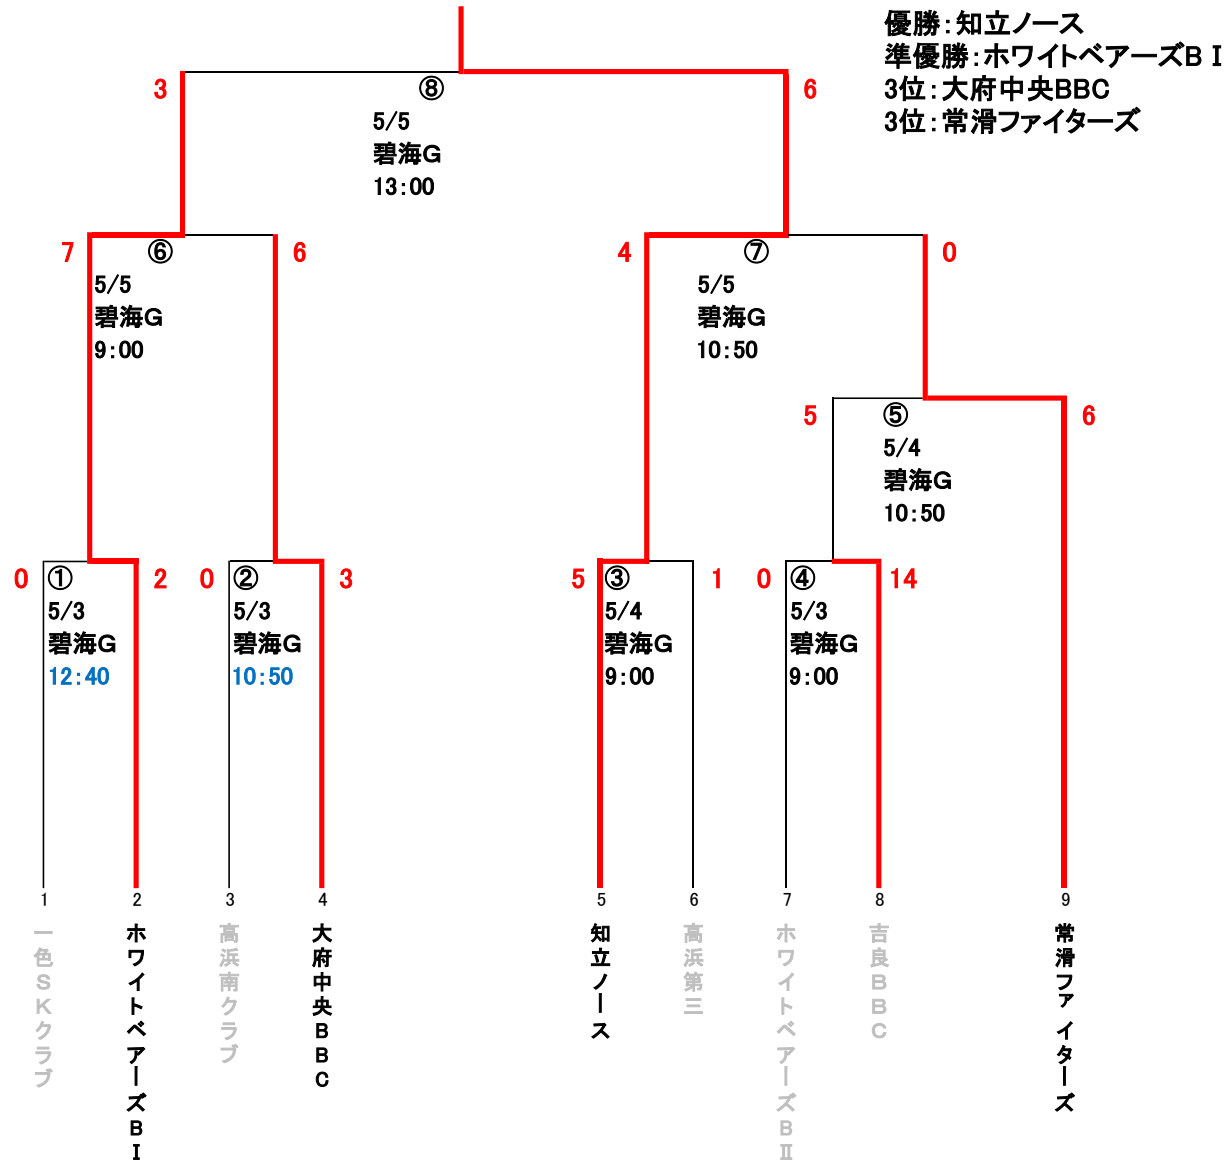 優勝：知立ノース
準優勝：ホワイトベアーズBⅠ
3位：大府中央BBC
3位：常滑ファイターズ
3
⑧
6
5/5
碧海G
13:00
7
⑥
6
5/5
碧海G
9:00
4
⑦
0
5/5
碧海G
10:50
5
⑤
6
5/4
碧海G
10:50
0
①
2
5/3
碧海G
12:40
0
②
3
5/3
碧海G
10:50
5
③
1
5/4
碧海G
9:00
0
④
14
5/3
碧海G
9:00
1
一色SKクラブ
2
ホワイトベアーズBⅠ
3
高浜南クラブ
4
大府中央BBC
5
知立ノース
6
高浜第三
7
ホワイトベアーズBⅡ
8
吉良BBC
9
常滑ファイターズ